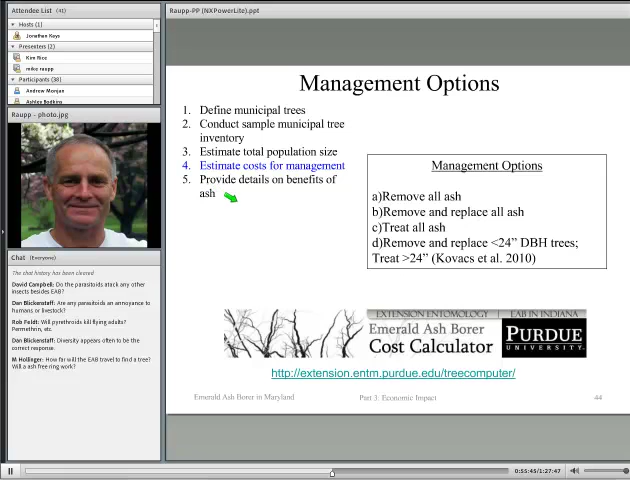 Attendee List (41)
Hosts (1)
Jonathan Kays
Presenters (2)
Kim Rice
mike raupp
Participants (38)
Andrew Monjan
Ashley Bodkins
Raupp - photo.jpg
Chat (Everyone)
The chat history has been cleared
David Campbell: Do the parasitoids atack any other
insects besides EAB?
Dan Blickenstaff: Are any parasitoid an annoyance to
humans or livestock?
Rob Feldt: Will pyrethroids kill flying adults?
Permethrin, etc.
Dan Blickenstaff: Diversity appears often to be the
correct response.
M Hollinger: How far will the EAB travel to find a tree?
Will a ash free ring work?
Raupp-PP (NXPowerLite).ppt
Management Options
1. Define municipal trees
2. Conduct sample municipal tree
inventory
3. Estimate total population size
4. Estimate costs for management
5. Provide details on benefits of
ash
Management Options
a)Remove all ash
b)Remove and replace all ash
c)Treat all ash
d)Remove and replace <24" DBH trees;
Treat >24" (Kovacs et al. 2010)
EXTENSION ENTOMOLOGY | EAB IN INDIANA
Emerald Ash Borer
Cost Calculator
PURDUE
UNIVERSITY
http://extension.entm.purdue.edu/treecomputer/
Emerald Ash Borer in Maryland
Part 3. Economic Impact
44
0:55:45/1:27:47